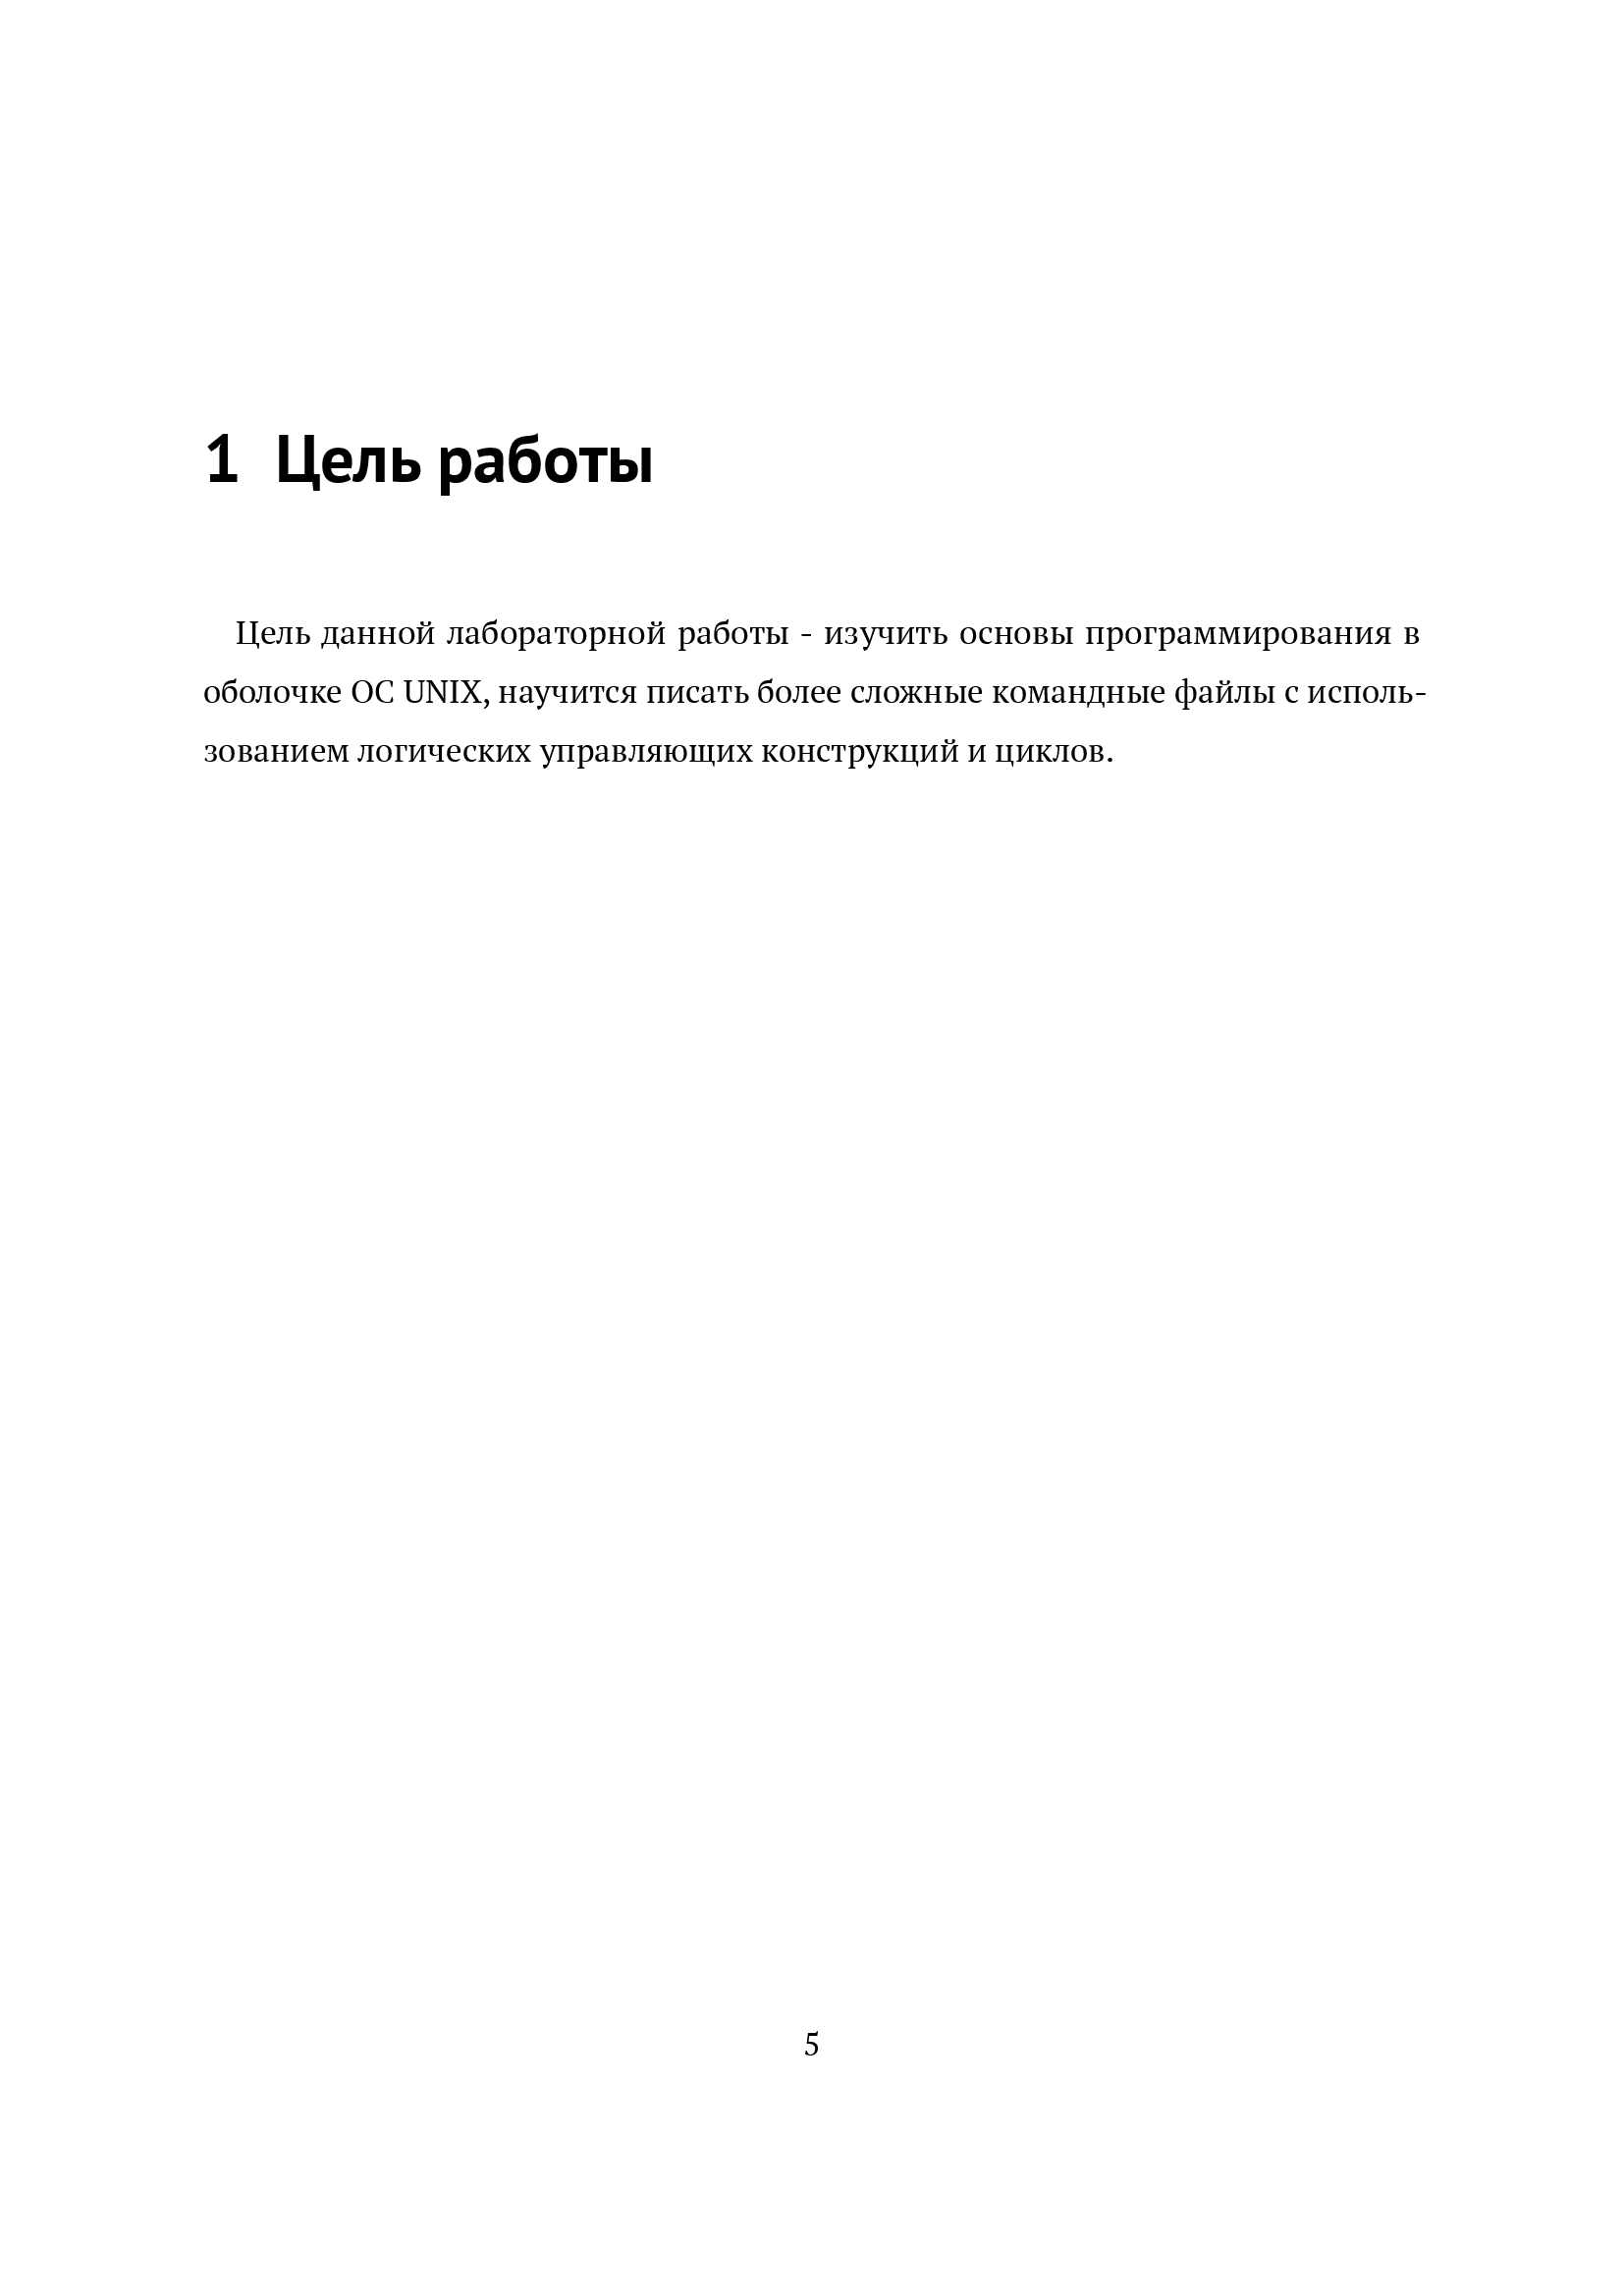 1 Цель работы
Цель данной лабораторной работы - изучить основы программирования в
оболочке ОС UNIX, научится писать более сложные командные файлы с исполь-
зованием логических управляющих конструкций и циклов.
5